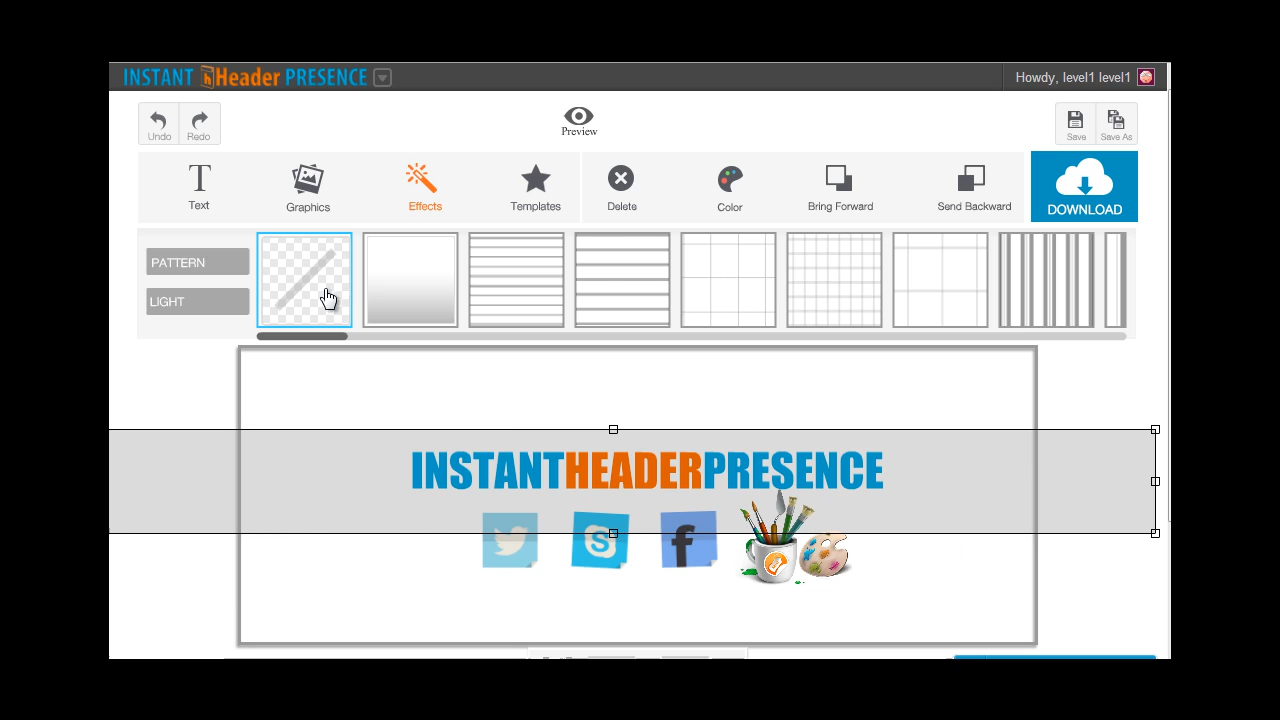 INSTANT Header PRESENCE
Howdy, level1 level1
Undo
Redo
Preview
Save
Save As
Text
Graphics
Effects
Templates
Delete
Color
Bring Forward
Send Backward
DOWNLOAD
PATTERN
LIGHT
INSTANTHEADERPRESENCE